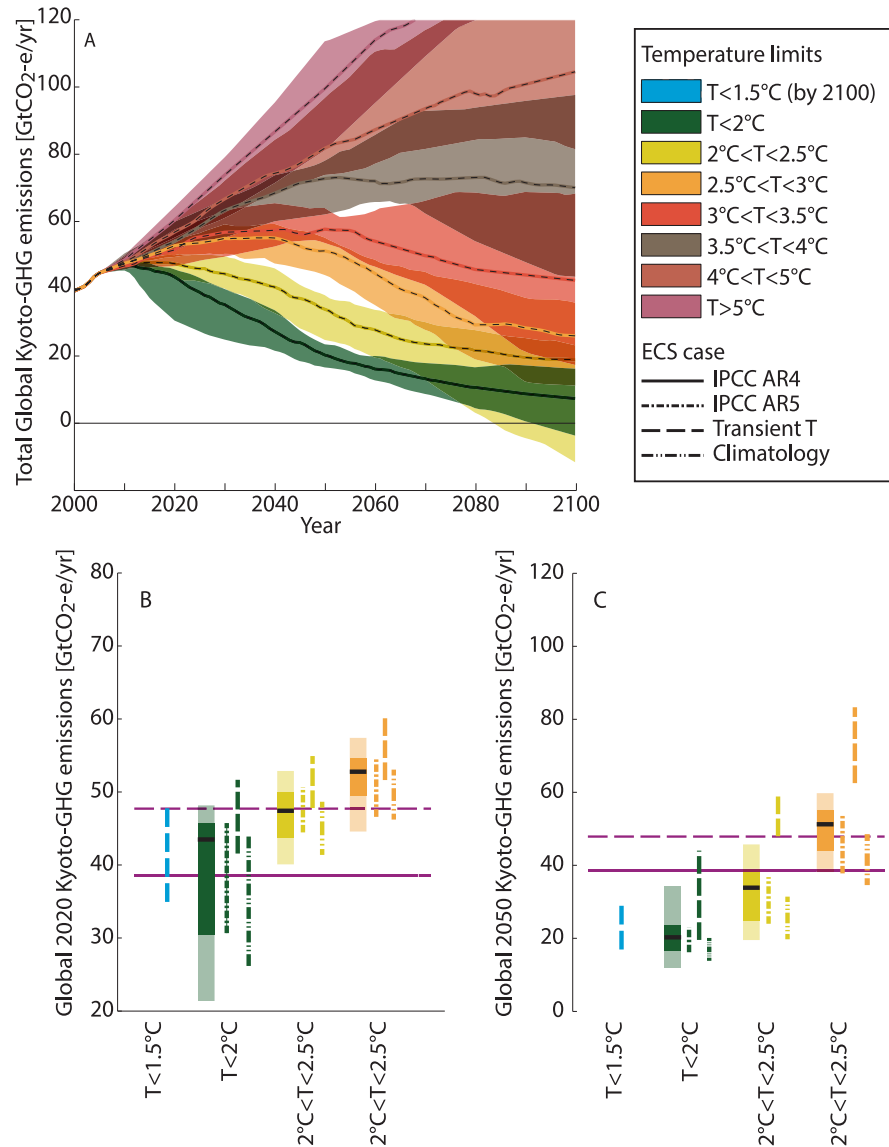 Total Global Kyoto-GHG emissions [GtCO2-e/yr]
A
120
100
80
60
40
20
0
2000
2020
2040
2060
2080
2100
Year
Temperature limits
T<1.5°C (by 2100)
T<2°C
2°C<T<2.5°C
2.5°C<T<3°C
3°C<T<3.5°C
3.5°C<T<4°C
4°C<T<5°C
T>5°C
ECS case
IPCC AR4
IPCC AR5
Transient T
Climatology
Global 2020 Kyoto-GHG emissions [GtCO2-e/yr]
B
80
70
60
50
40
30
20
T<1.5°C
T<2°C
2°C<T<2.5°C
2°C<T<2.5°C
Global 2050 Kyoto-GHG emissions [GtCO2-e/yr]
C
120
100
80
60
40
20
0
T<1.5°C
T<2°C
2°C<T<2.5°C
2°C<T<2.5°C